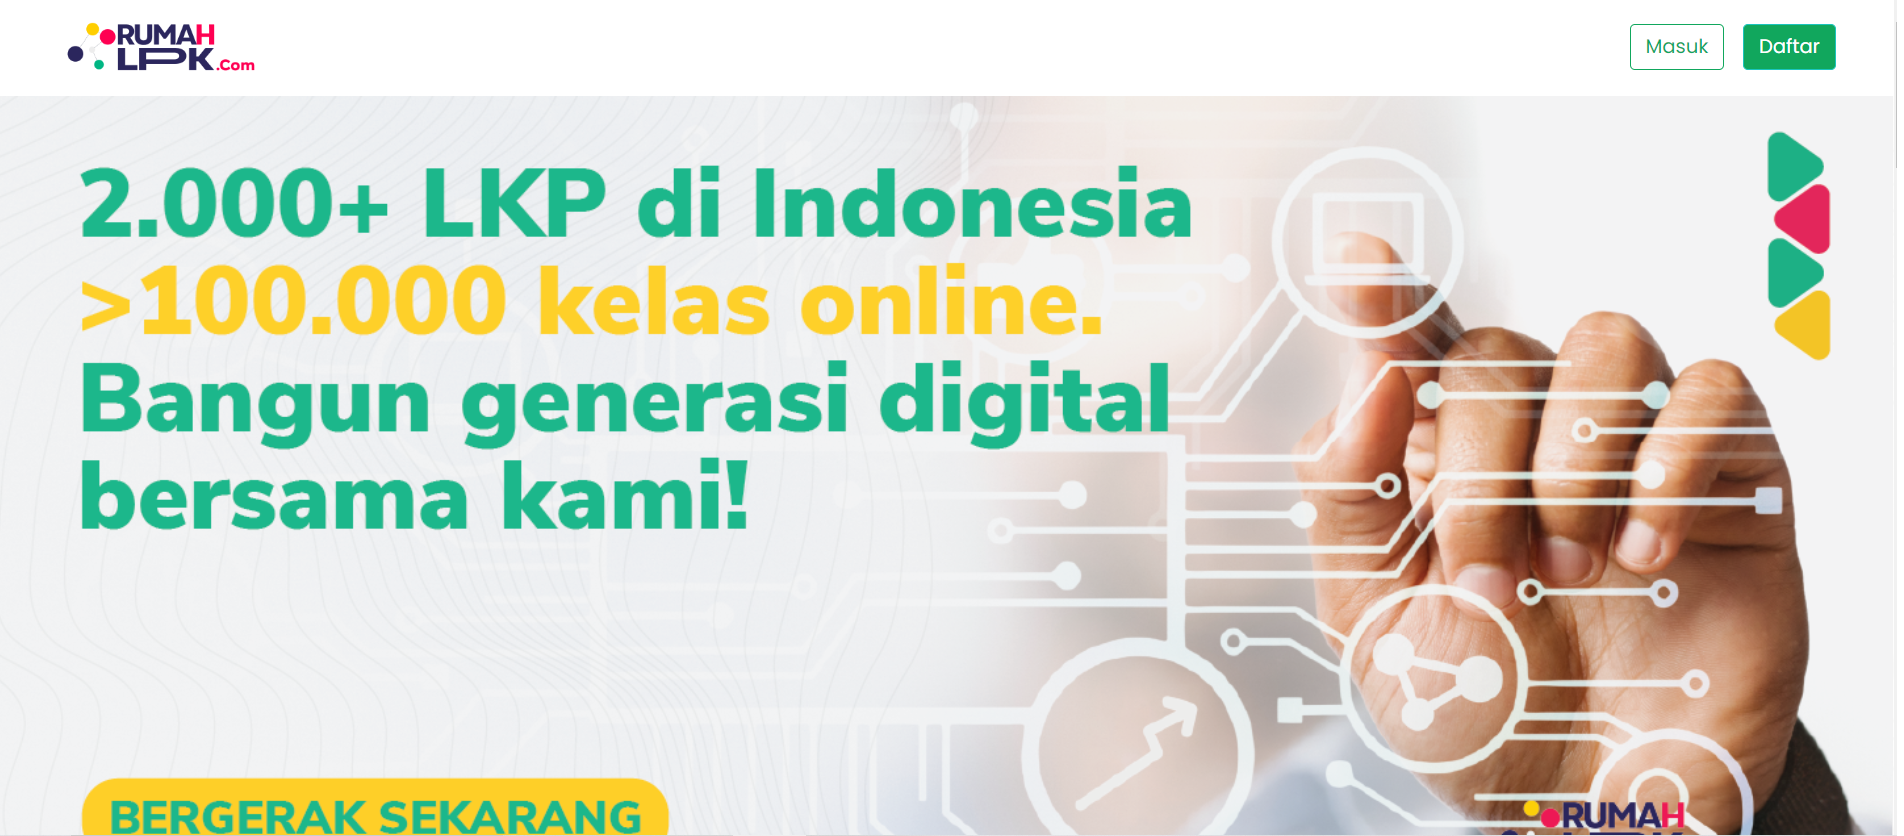 RUMAH
LPK.Com
Masuk
Daftar
2.000+ LKP di Indonesia
>100.000 kelas online.
Bangun generasi digital
bersama kami!
BERGERAK SEKARANG
RUMAH